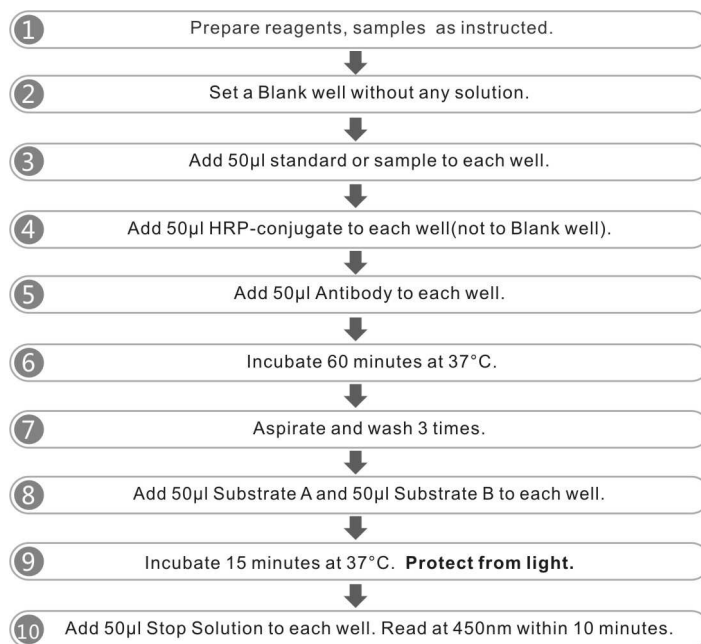 1 Prepare reagents, samples as instructed.
2 Set a Blank well without any solution.
3 Add 50μl standard or sample to each well.
4 Add 50μl HRP-conjugate to each well(not to Blank well).
5 Add 50μl Antibody to each well.
6 Incubate 60 minutes at 37°C.
7 Aspirate and wash 3 times.
8 Add 50μl Substrate A and 50μl Substrate B to each well.
9 Incubate 15 minutes at 37°C. Protect from light.
10 Add 50μl Stop Solution to each well. Read at 450nm within 10 minutes.